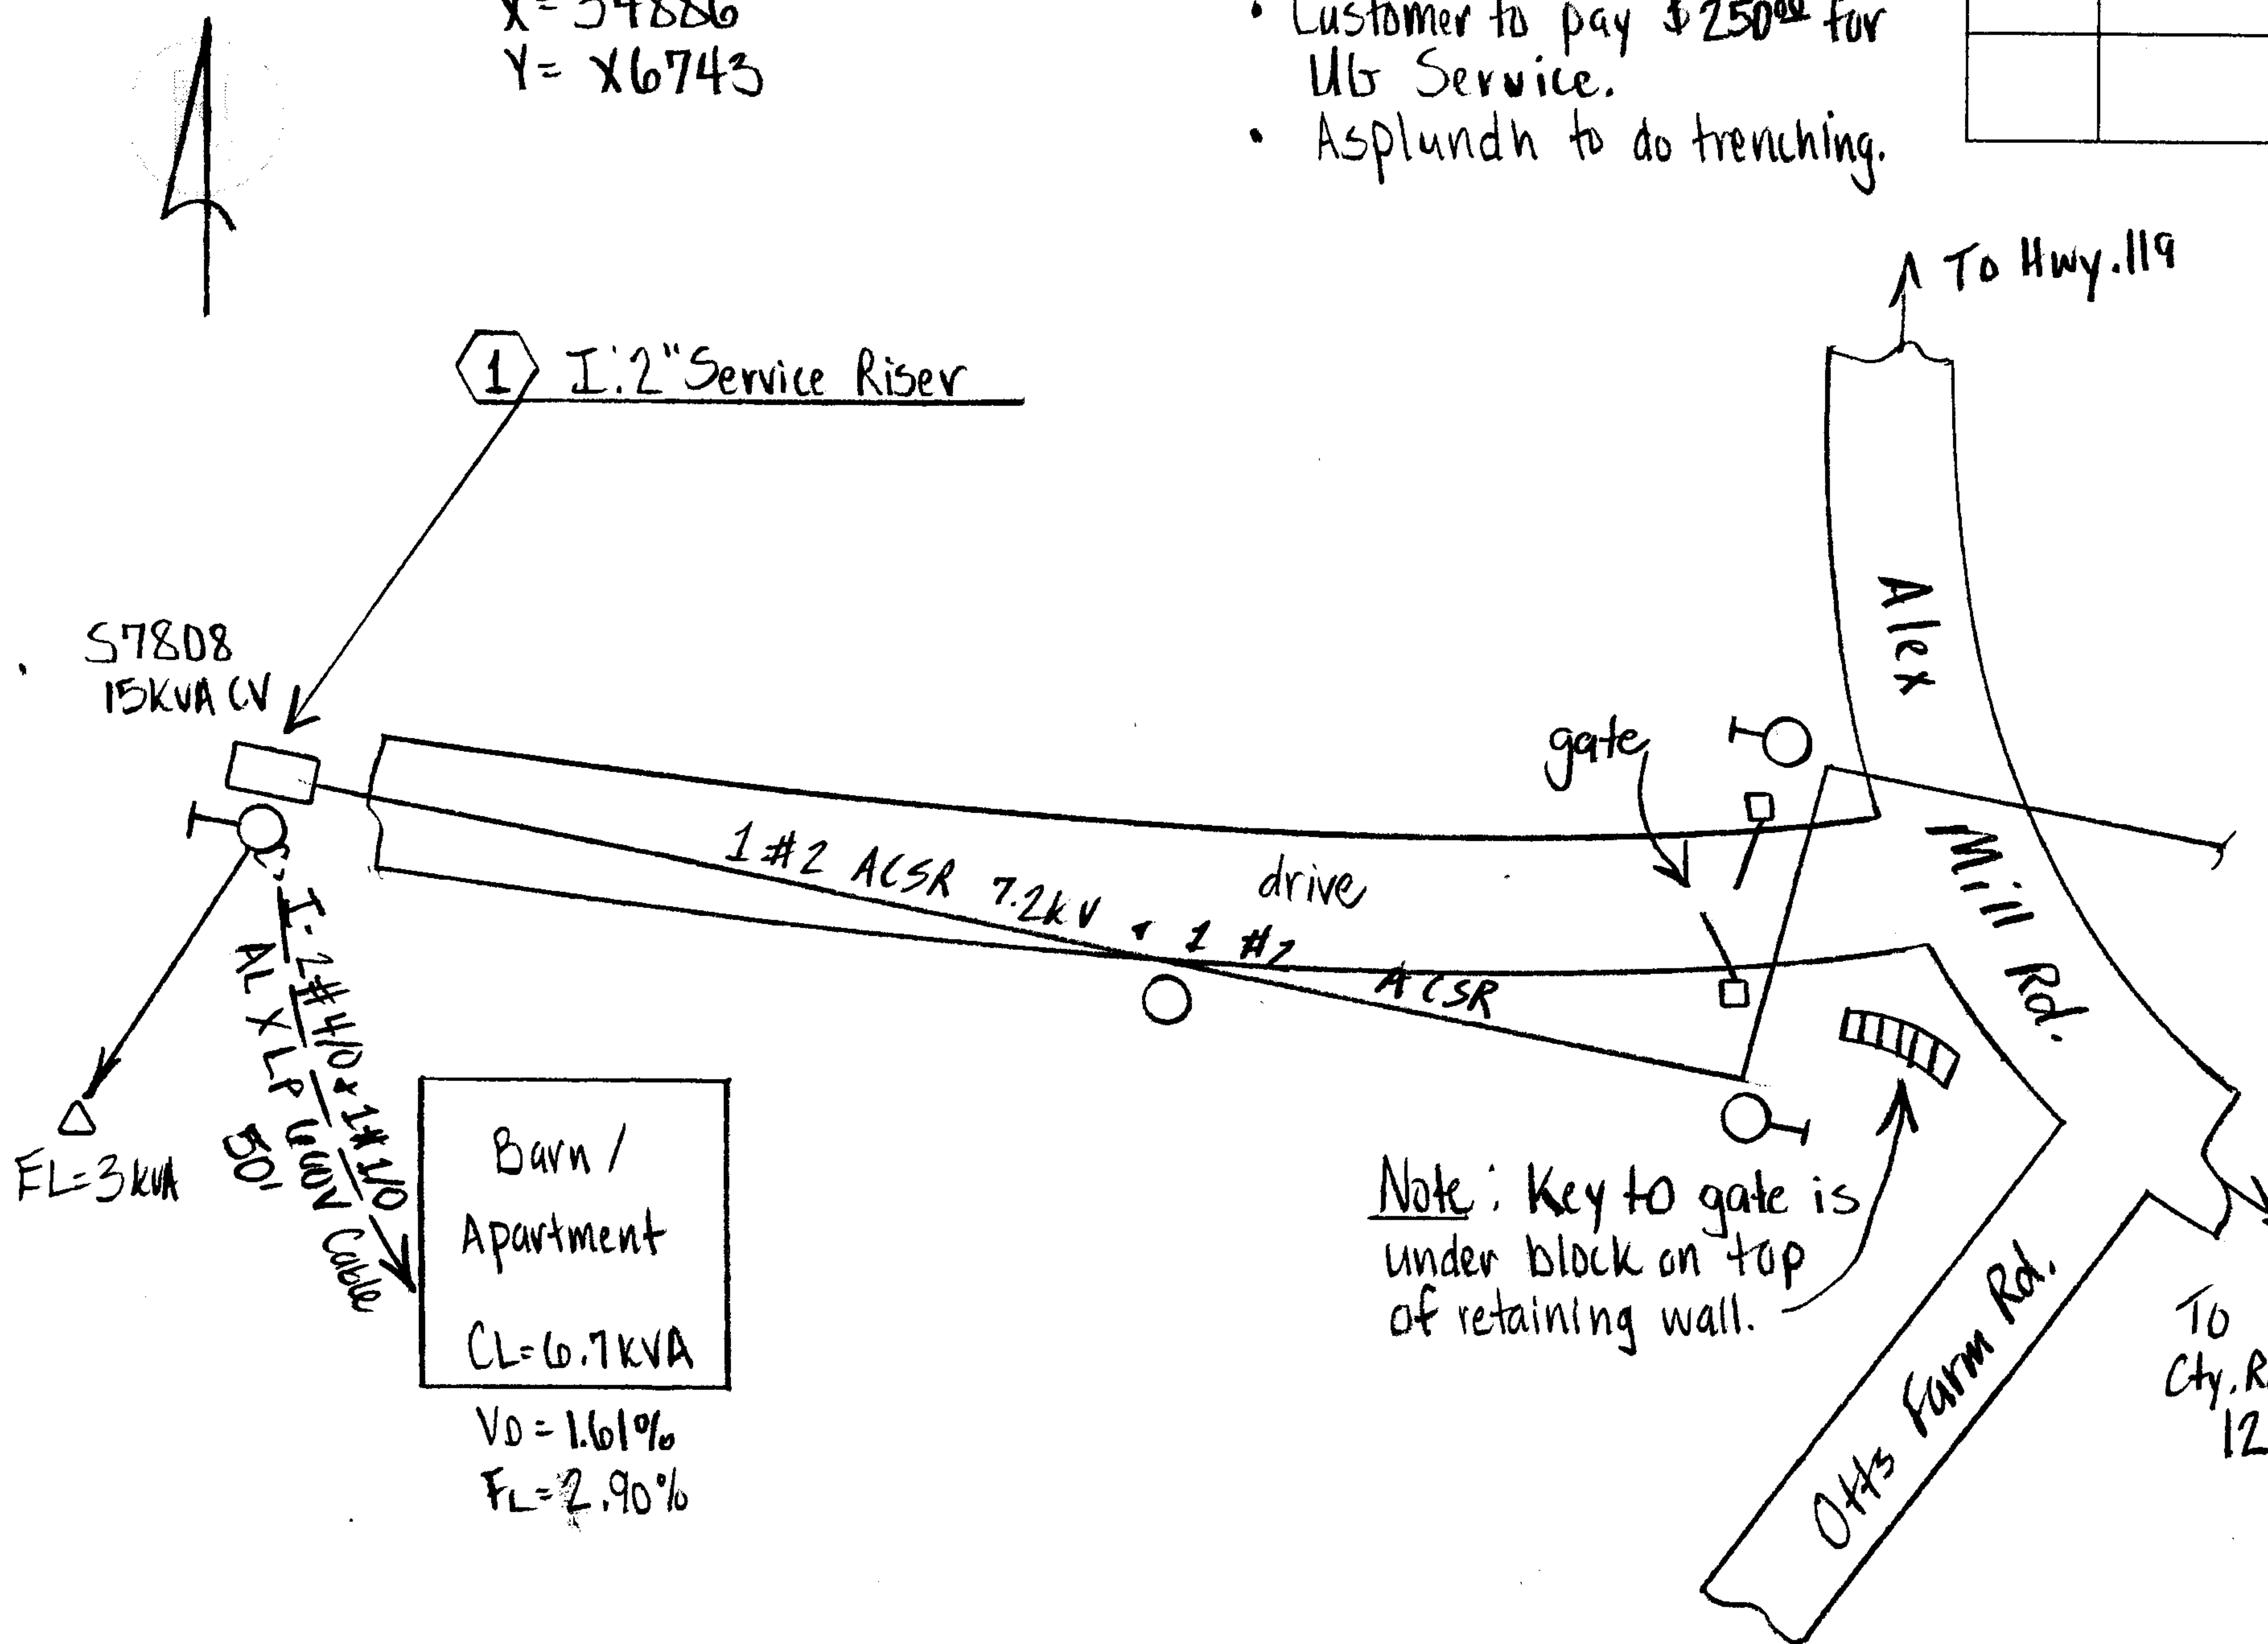 X= 54886
Y= X6743
• Customer to pay $250.00 for
UG Service.
• Asplundh to do trenching.
To Hwy. 119
1 I: 2" Service Riser
Alex
Mill Rd.
S7808
15KVA CV
gate
1 #2 ACSR 7.2kV • 1 #2 ACSR
drive
I- 2#4/0 & 1#1/0
AL XLP UWV Cable
50'
FL=3kVA
Barn /
Apartment
CL=6.7KVA
VD = 1.61%
FL=2.90%
Note: Key to gate is
under block on top
of retaining wall.
Otts Farm Rd.
To
Cty. R
12